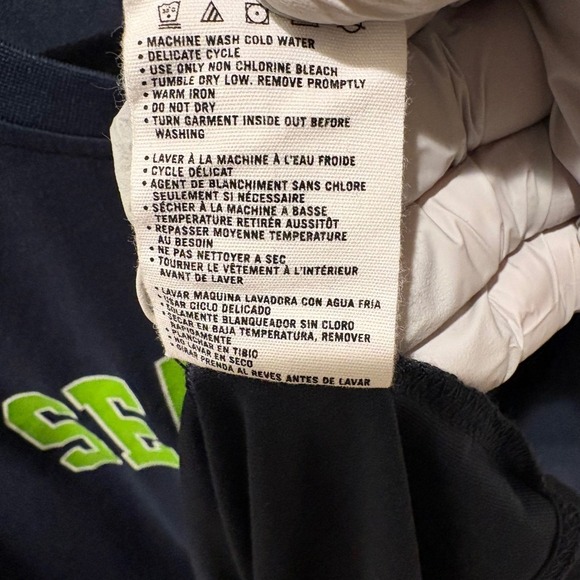 • MACHINE WASH COLD WATER
• DELICATE CYCLE
• USE ONLY NON CHLORINE BLEACH
• TUMBLE DRY LOW. REMOVE PROMPTLY
• WARM IRON
• DO NOT DRY
• TURN GARMENT INSIDE OUT BEFORE
WASHING
• LAVER À LA MACHINE À L'EAU FROIDE
• CYCLE DÉLICAT
• AGENT DE BLANCHIMENT SANS CHLORE
SEULEMENT SI NÉCESSAIRE
• SÉCHER À LA MACHINE A BASSE
TEMPERATURE RETIRER AUSSITÔT
• REPASSER MOYENNE TEMPERATURE
AU BESOIN
• NE PAS NETTOYER A SEC
• TOURNER LE VÊTEMENT À L'INTÉRIEUR
AVANT DE LAVER
• LAVAR MAQUINA LAVADORA CON AGUA FRIA
USAR CICLO DELICADO
• SOLAMENTE BLANQUEADOR SIN CLORO
• SECAR EN BAJA TEMPERATURA, REMOVER
RAPIDAMENTE
• PLANCHAR EN TIBIO
• NO LAVAR EN SECO
• GIRAR PRENDA AL REVES ANTES DE LAVAR
SEA